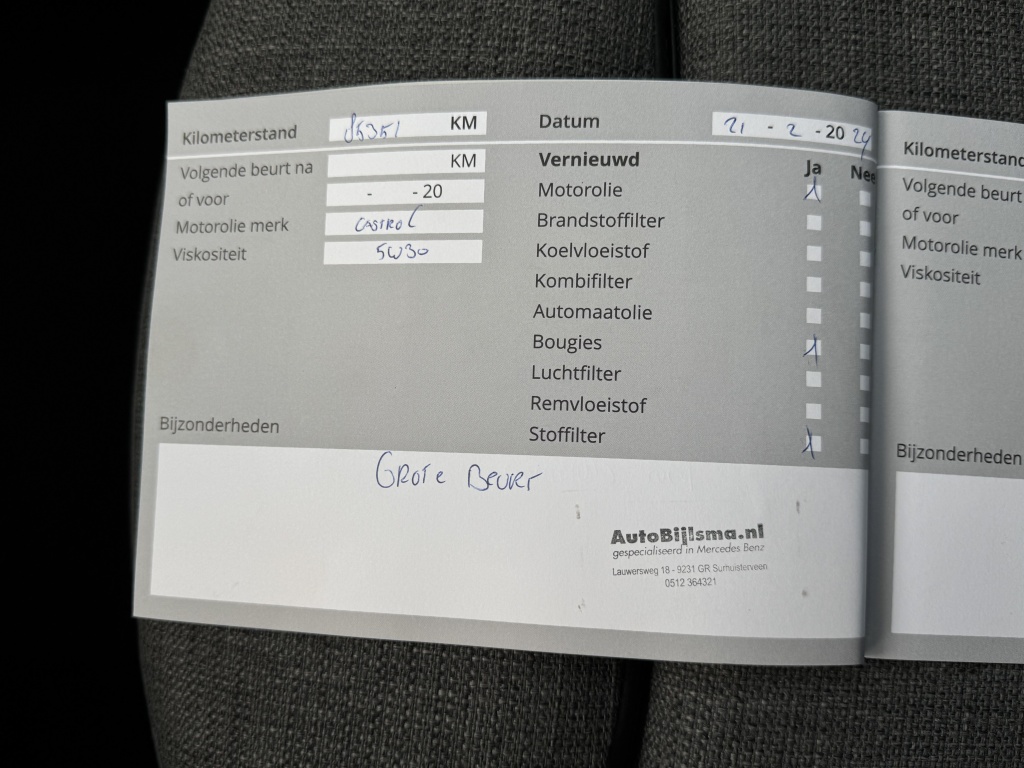 Kilometerstand 85351 KM
Datum 21 - 2 - 20 24
Volgende beurt na KM
of voor - - 20
Motorolie merk CASTROL
Viskositeit 5W30
Vernieuwd Ja Nee
Motorolie
Brandstoffilter
Koelvloeistof
Kombifilter
Automaatolie
Bougies
Luchtfilter
Remvloeistof
Stoffilter
Bijzonderheden
GROTE BEURT
AutoBijlsma.nl
gespecialiseerd in Mercedes Benz
Lauwersweg 18 - 9231 GR Surhuisterveen
0512 364321
Kilometerstand
Volgende beurt
of voor
Motorolie merk
Viskositeit
Bijzonderheden